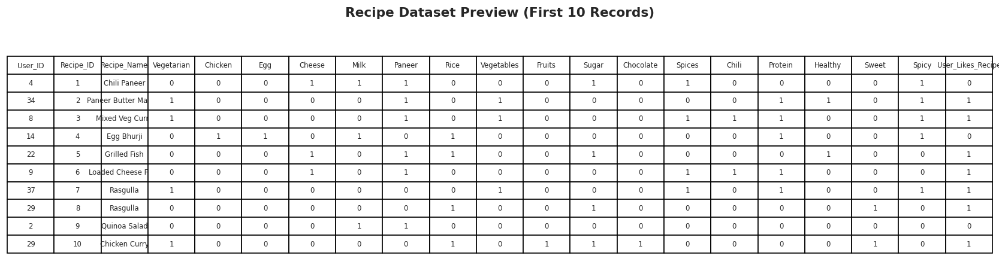 Recipe Dataset Preview (First 10 Records)
User_ID Recipe_ID Recipe_Name Vegetarian Chicken Egg Cheese Milk Paneer Rice Vegetables Fruits Sugar Chocolate Spices Chili Protein Healthy Sweet Spicy User_Likes_Recipe
4 1 Chili Paneer 0 0 0 1 1 1 0 0 0 1 0 1 0 0 0 0 1 0
34 2 Paneer Butter Ma 1 0 0 0 0 1 0 1 0 0 0 0 0 1 1 0 1 1
8 3 Mixed Veg Curr 1 0 0 0 0 1 0 1 0 0 0 1 1 1 0 0 1 1
14 4 Egg Bhurji 0 1 1 0 1 0 1 0 0 0 0 0 0 1 0 0 1 0
22 5 Grilled Fish 0 0 0 1 0 1 1 0 0 1 0 0 0 0 1 0 0 1
9 6 Loaded Cheese F 0 0 0 1 0 1 0 0 0 0 0 1 1 1 0 0 0 1
37 7 Rasgulla 1 0 0 0 0 0 0 1 0 0 0 1 0 1 0 0 1 1
29 8 Rasgulla 0 0 0 0 0 0 1 0 0 1 0 0 0 0 0 1 0 1
2 9 Quinoa Salad 0 0 0 0 1 1 0 0 0 0 0 0 0 0 0 0 0 0
29 10 Chicken Curry 1 0 0 0 0 0 1 0 1 1 1 0 0 0 0 1 0 1